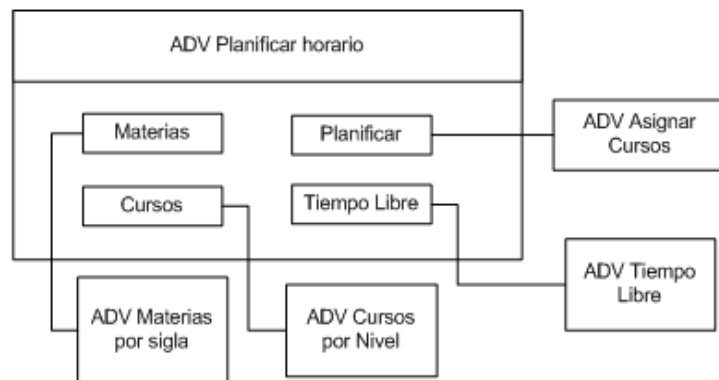 ADV Planificar horario
Materias
Planificar
ADV Asignar
Cursos
Cursos
Tiempo Libre
ADV Tiempo
Libre
ADV Materias
por sigla
ADV Cursos
por Nivel